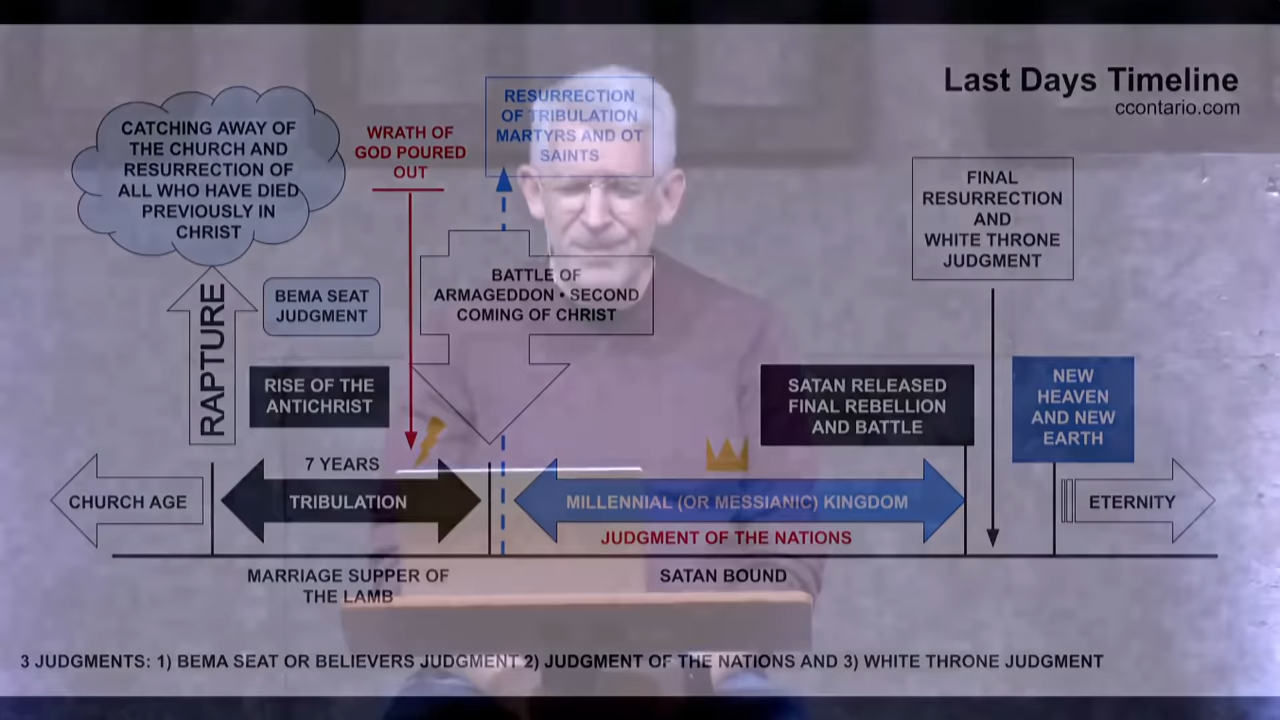 Last Days Timeline
ccontario.com
CATCHING AWAY OF
THE CHURCH AND
RESURRECTION OF
ALL WHO HAVE DIED
PREVIOUSLY IN
CHRIST
WRATH OF
GOD POURED
OUT
RESURRECTION
OF TRIBULATION
MARTYRS AND OT
SAINTS
FINAL
RESURRECTION
AND
WHITE THRONE
JUDGMENT
RAPTURE
BEMA SEAT
JUDGMENT
BATTLE OF
ARMAGEDDON • SECOND
COMING OF CHRIST
RISE OF THE
ANTICHRIST
SATAN RELEASED
FINAL REBELLION
AND BATTLE
NEW
HEAVEN
AND NEW
EARTH
CHURCH AGE
7 YEARS
TRIBULATION
MILLENNIAL (OR MESSIANIC) KINGDOM
JUDGMENT OF THE NATIONS
ETERNITY
MARRIAGE SUPPER OF
THE LAMB
SATAN BOUND
3 JUDGMENTS: 1) BEMA SEAT OR BELIEVERS JUDGMENT 2) JUDGMENT OF THE NATIONS AND 3) WHITE THRONE JUDGMENT